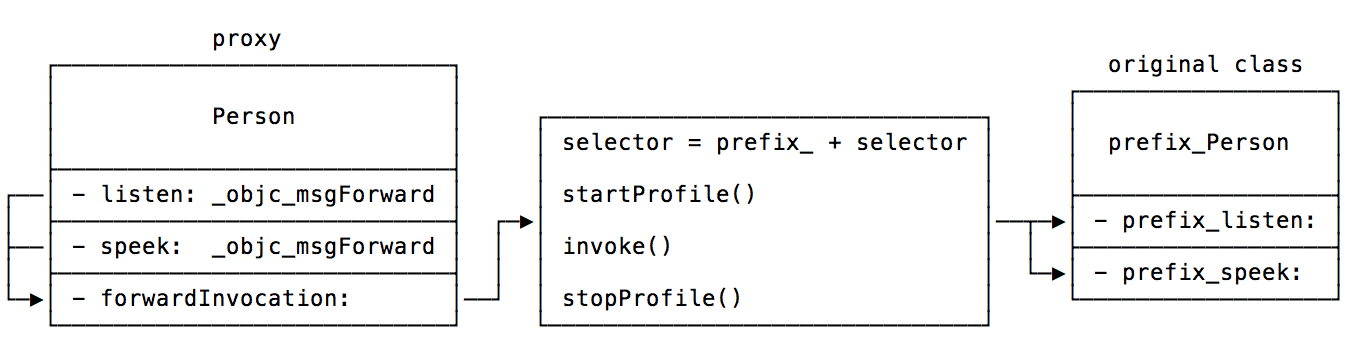 proxy
Person
- listen: _objc_msgForward
- speek: _objc_msgForward
- forwardInvocation:
selector = prefix_ + selector
startProfile()
invoke()
stopProfile()
original class
prefix_Person
- prefix_listen:
- prefix_speek: